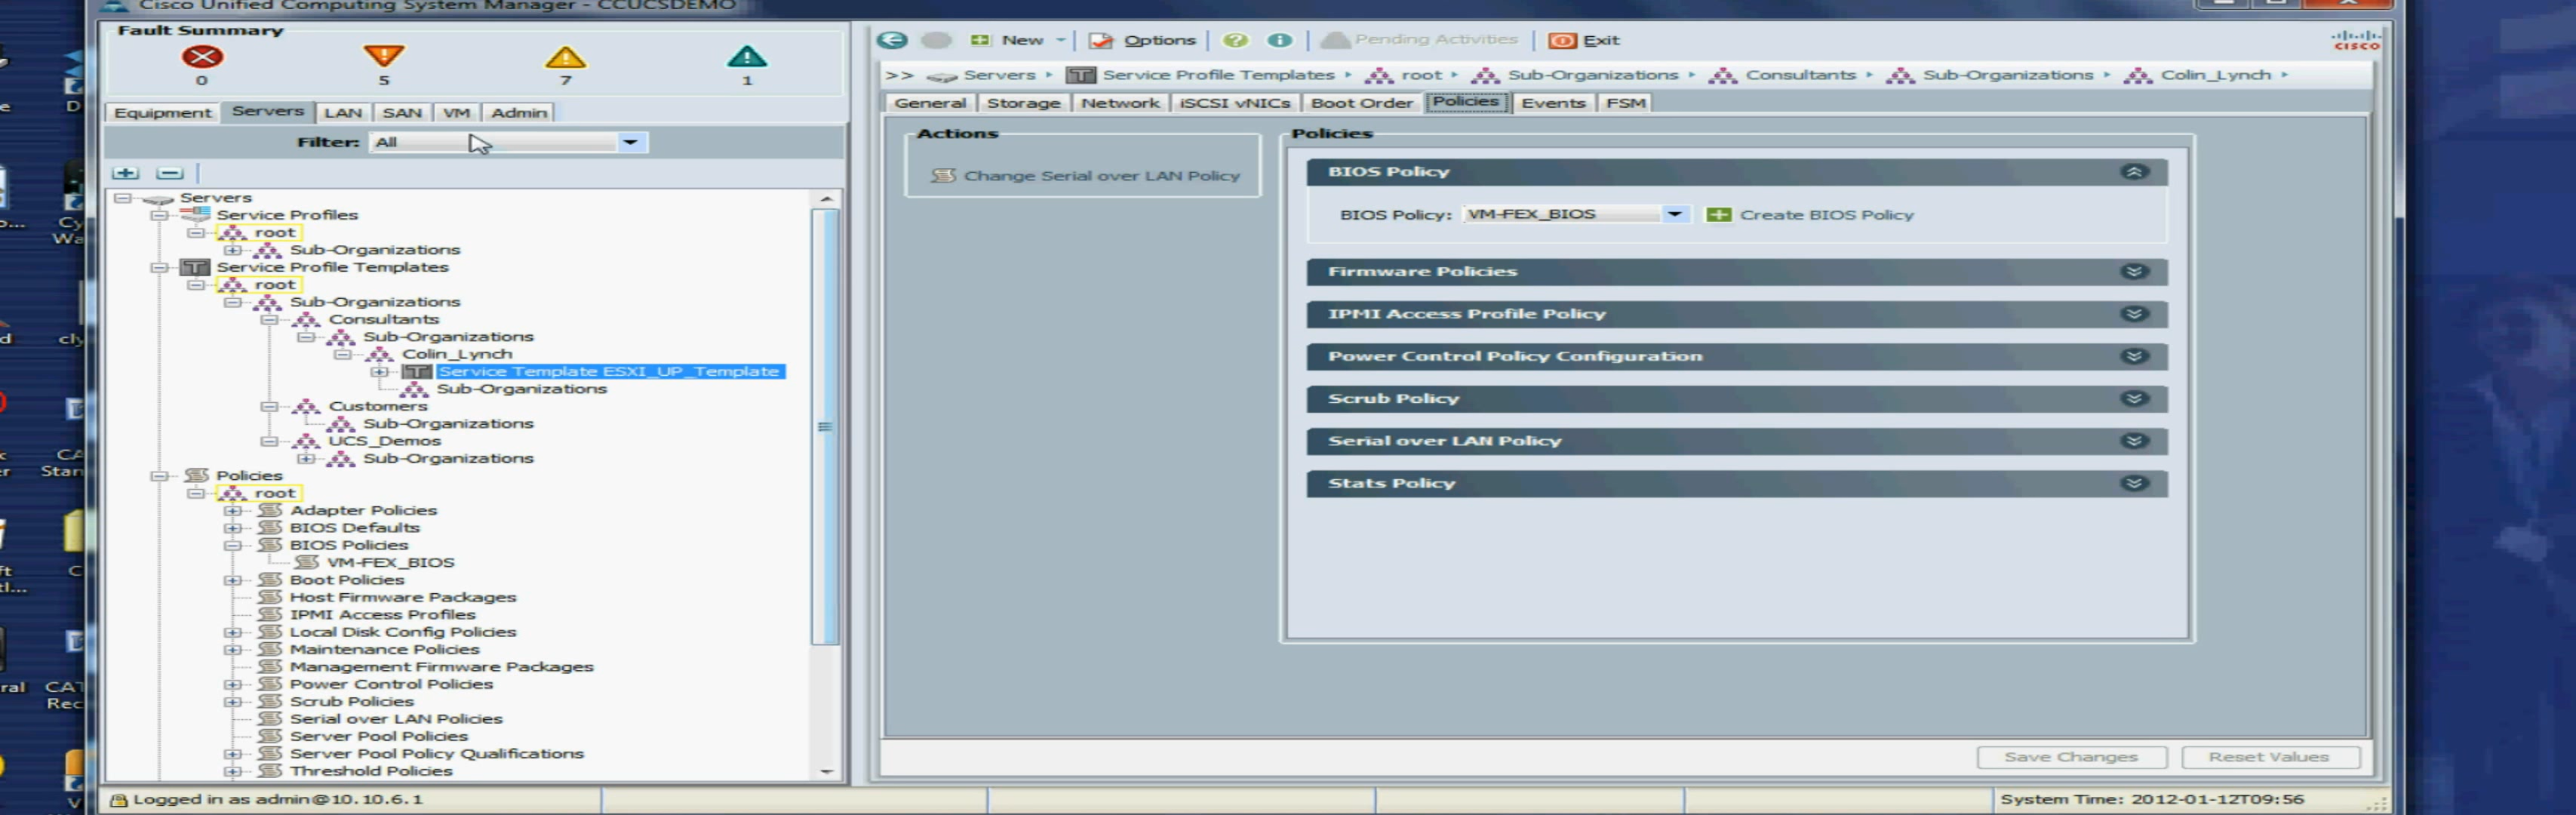 Cisco Unified Computing System Manager - CCUCSDEMO
Fault Summary
0 5 7 1
Equipment Servers LAN SAN VM Admin
Filter: All
Servers
Service Profiles
root
Sub-Organizations
Service Profile Templates
root
Sub-Organizations
Consultants
Sub-Organizations
Colin_Lynch
Service Template ESXI_UP_Template
Sub-Organizations
Customers
Sub-Organizations
UCS_Demos
Sub-Organizations
Policies
root
Adapter Policies
BIOS Defaults
BIOS Policies
VM-FEX_BIOS
Boot Policies
Host Firmware Packages
IPMI Access Profiles
Local Disk Config Policies
Maintenance Policies
Management Firmware Packages
Power Control Policies
Scrub Policies
Serial over LAN Policies
Server Pool Policies
Server Pool Policy Qualifications
Threshold Policies
New Options Pending Activities Exit
CISCO
>> Servers Service Profile Templates root Sub-Organizations Consultants Sub-Organizations Colin_Lynch
General Storage Network iSCSI vNICs Boot Order Policies Events FSM
Actions
Change Serial over LAN Policy
Policies
BIOS Policy
BIOS Policy: VM-FEX_BIOS Create BIOS Policy
Firmware Policies
IPMI Access Profile Policy
Power Control Policy Configuration
Scrub Policy
Serial over LAN Policy
Stats Policy
Save Changes Reset Values
Logged in as admin@10.10.6.1
System Time: 2012-01-12T09:56